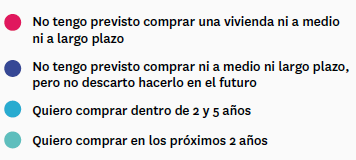 No tengo previsto comprar una vivienda ni a medio
ni a largo plazo
No tengo previsto comprar ni a medio ni largo plazo,
pero no descarto hacerlo en el futuro
Quiero comprar dentro de 2 y 5 años
Quiero comprar en los próximos 2 años